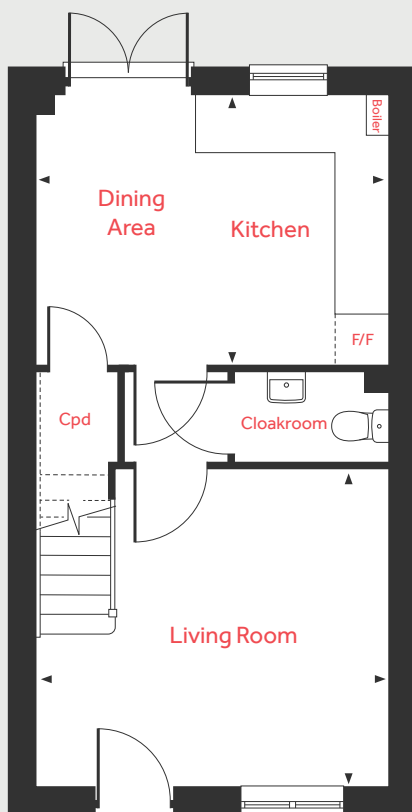 Boiler
Dining
Area
Kitchen
F/F
Cpd
Cloakroom
Living Room